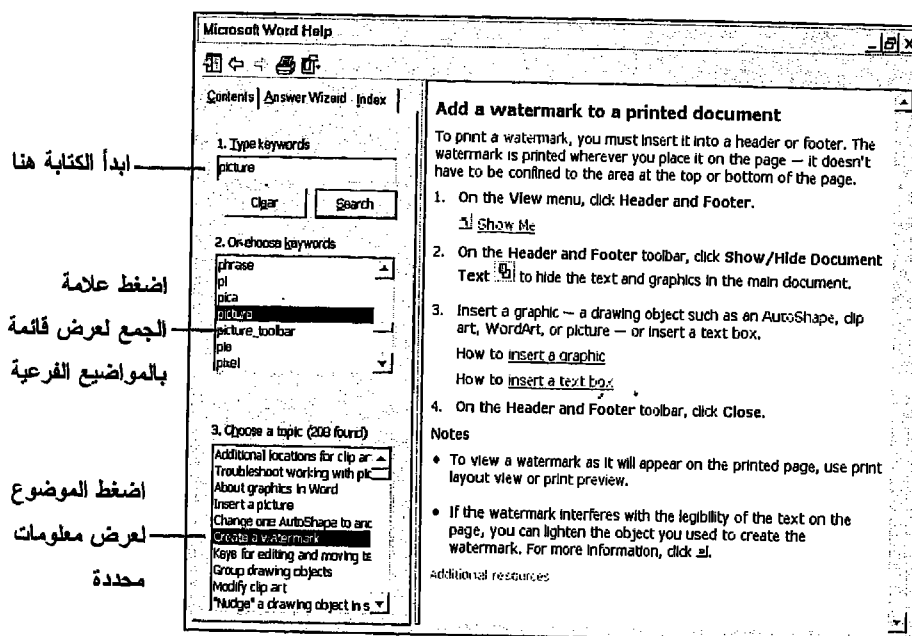 Microsoft Word Help
Contents Answer Wizard Index
1. Type keywords
picture
Clear Search
2. Or choose keywords
phrase
pl
pica
picture
picture_toolbar
pie
pixel
3. Choose a topic (208 found)
Additional locations for clip ar
Troubleshoot working with pic
About graphics in Word
Insert a picture
Change one AutoShape to anc
Create a watermark
Keys for editing and moving te
Group drawing objects
Modify clip art
"Nudge" a drawing object in s
ابدأ الكتابة هنا
اضغط علامة
الجمع لعرض قائمة
بالمواضيع الفرعية
اضغط الموضوع
لعرض معلومات
محددة
Add a watermark to a printed document
To print a watermark, you must insert it into a header or footer. The
watermark is printed wherever you place it on the page — it doesn't
have to be confined to the area at the top or bottom of the page.
1. On the View menu, click Header and Footer.
Show Me
2. On the Header and Footer toolbar, click Show/Hide Document
Text to hide the text and graphics in the main document.
3. Insert a graphic — a drawing object such as an AutoShape, clip
art, WordArt, or picture — or insert a text box.
How to insert a graphic
How to insert a text box
4. On the Header and Footer toolbar, click Close.
Notes
• To view a watermark as it will appear on the printed page, use print
layout view or print preview.
• If the watermark interferes with the legibility of the text on the
page, you can lighten the object you used to create the
watermark. For more information, click
Additional resources